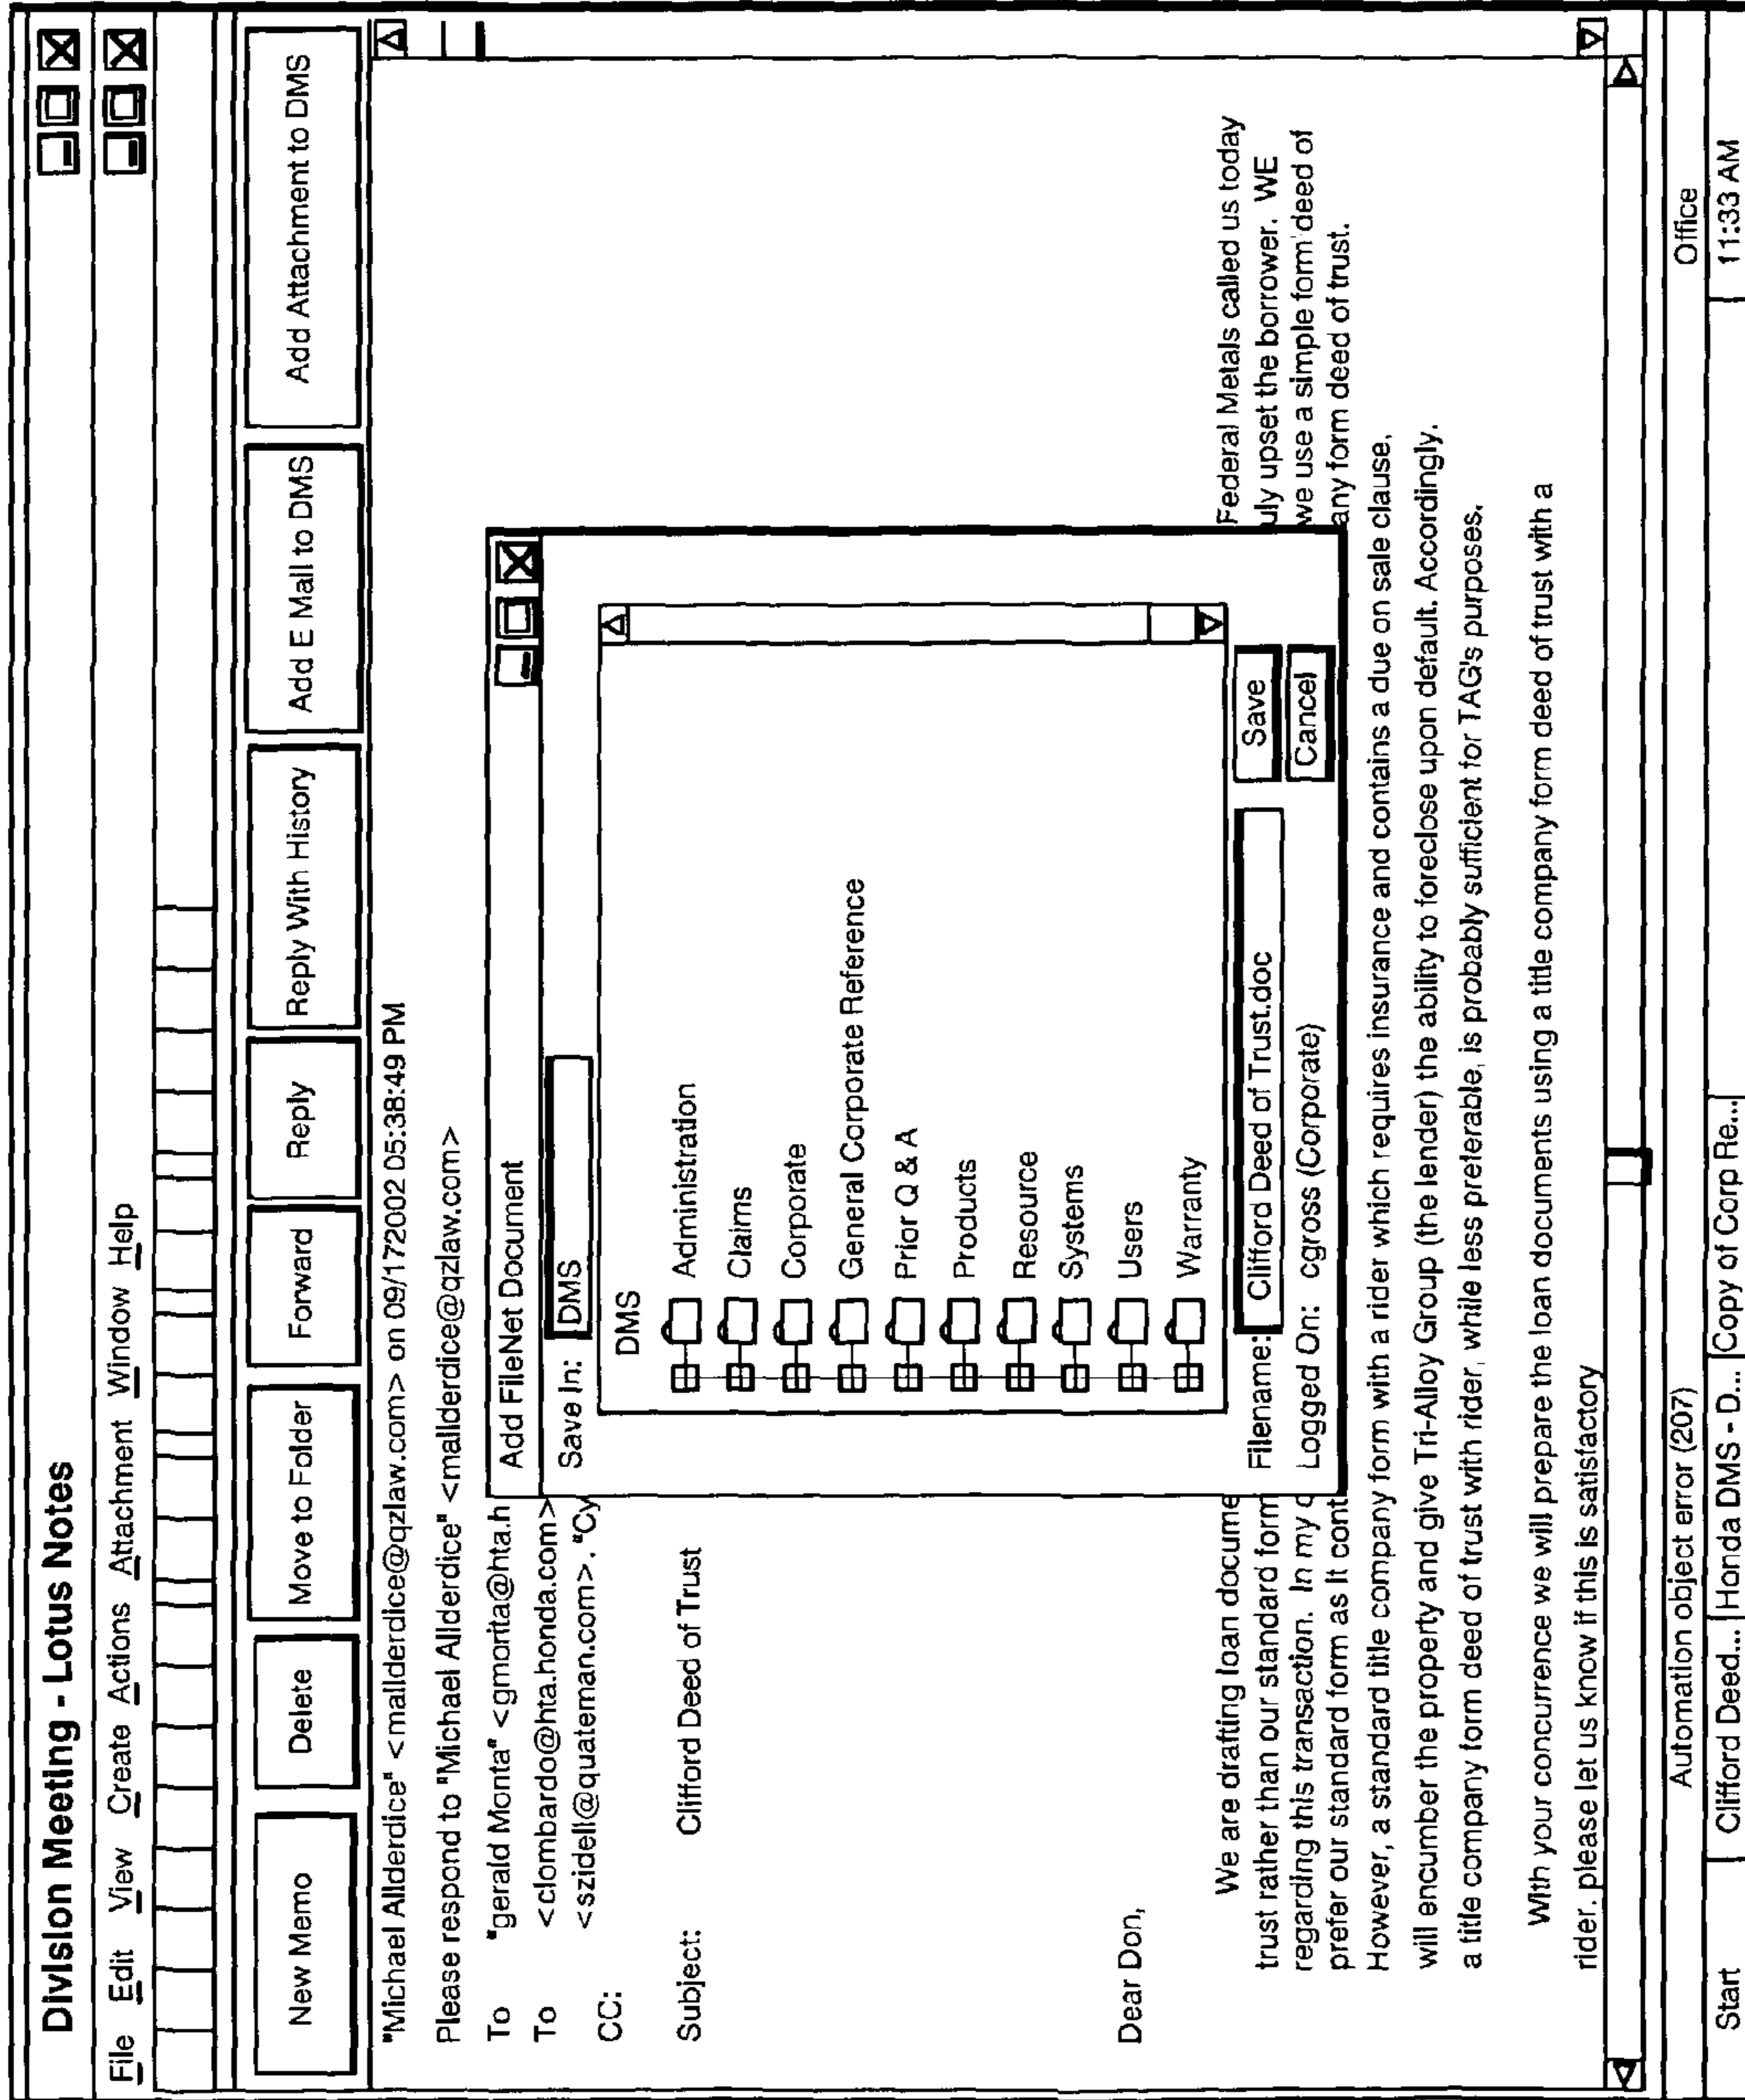 Division Meeting - Lotus Notes
File Edit View Create Actions Attachment Window Help
New Memo Delete Move to Folder Forward Reply Reply With History Add E Mail to DMS Add Attachment to DMS
"Michael Allderdice" <mallderdice@qzlaw.com> on 09/172002 05:38:49 PM
Please respond to "Michael Allderdice" <mallderdice@qzlaw.com>
To "gerald Monta" <gmorita@hta.h
To <clombardo@hta.honda.com>
<szidell@quateman.com>. "Cy
CC:
Subject: Clifford Deed of Trust
Add FileNet Document
Save In: DMS
DMS
Administration
Claims
Corporate
General Corporate Reference
Prior Q & A
Products
Resource
Systems
Users
Warranty
Filename: Clifford Deed of Trust.doc Save
Logged On: cgross (Corporate) Cancel
Dear Don,
We are drafting loan docume Federal Metals called us today
trust rather than our standard form uly upset the borrower. WE
regarding this transaction. In my we use a simple form deed of
prefer our standard form as it cont any form deed of trust.
However, a standard title company form with a rider which requires insurance and contains a due on sale clause,
will encumber the property and give Tri-Alloy Group (the lender) the ability to foreclose upon default. Accordingly.
a title company form deed of trust with rider, while less preferable, is probably sufficient for TAG's purposes.
With your concurrence we will prepare the loan documents using a title company form deed of trust with a
rider. please let us know if this is satisfactory
Automation object error (207) Office
Start Clifford Deed... Honda DMS - D... Copy of Corp Re... 11:33 AM